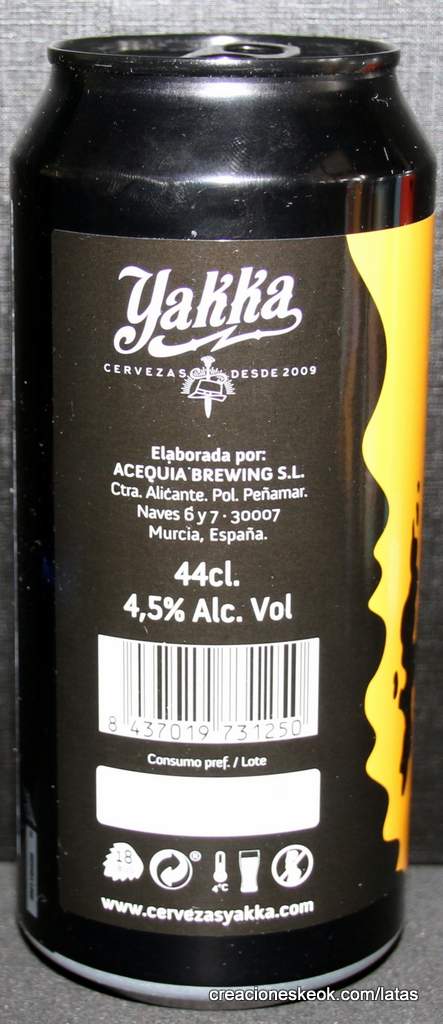 Yakka
CERVEZAS DESDE 2009
Elaborada por:
ACEQUIA BREWING S.L.
Ctra. Alicante. Pol. Peñamar.
Naves 6 y 7 · 30007
Murcia, España.
44cl.
4,5% Alc. Vol
8 437019 731250
Consumo pref. / Lote
18
®
4°C
www.cervezasyakka.com
creacioneskeok.com/latas